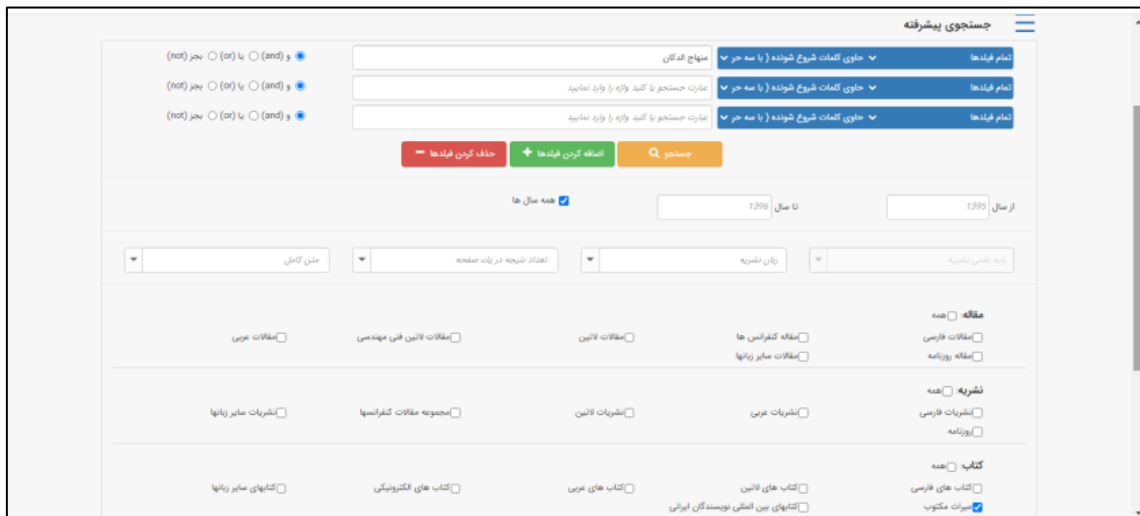 جستجوی پیشرفته
تمام فیلدها حاوی کلمات شروع شونده ( با سه حر منهاج الدکان و (and) یا (or) بجز (not)
تمام فیلدها حاوی کلمات شروع شونده ( با سه حر عبارت جستجو یا کلید واژه را وارد نمایید و (and) یا (or) بجز (not)
تمام فیلدها حاوی کلمات شروع شونده ( با سه حر عبارت جستجو یا کلید واژه را وارد نمایید و (and) یا (or) بجز (not)
جستجو اضافه کردن فیلدها + حذف کردن فیلدها −
از سال 1395 تا سال 1396 همه سال ها
رتبه علمی نشریه زبان نشریه تعداد نتیجه در یک صفحه متن کامل
مقاله: همه
مقالات فارسی مقاله کنفرانس ها مقالات لاتین مقالات لاتین فنی مهندسی مقالات عربی
مقاله روزنامه مقالات سایر زبانها
نشریه: همه
نشریات فارسی نشریات عربی نشریات لاتین مجموعه مقالات کنفرانسها نشریات سایر زبانها
روزنامه
کتاب: همه
کتاب های فارسی کتاب های لاتین کتاب های عربی کتاب های الکترونیکی کتابهای سایر زبانها
میراث مکتوب کتابهای بین المللی نویسندگان ایرانی